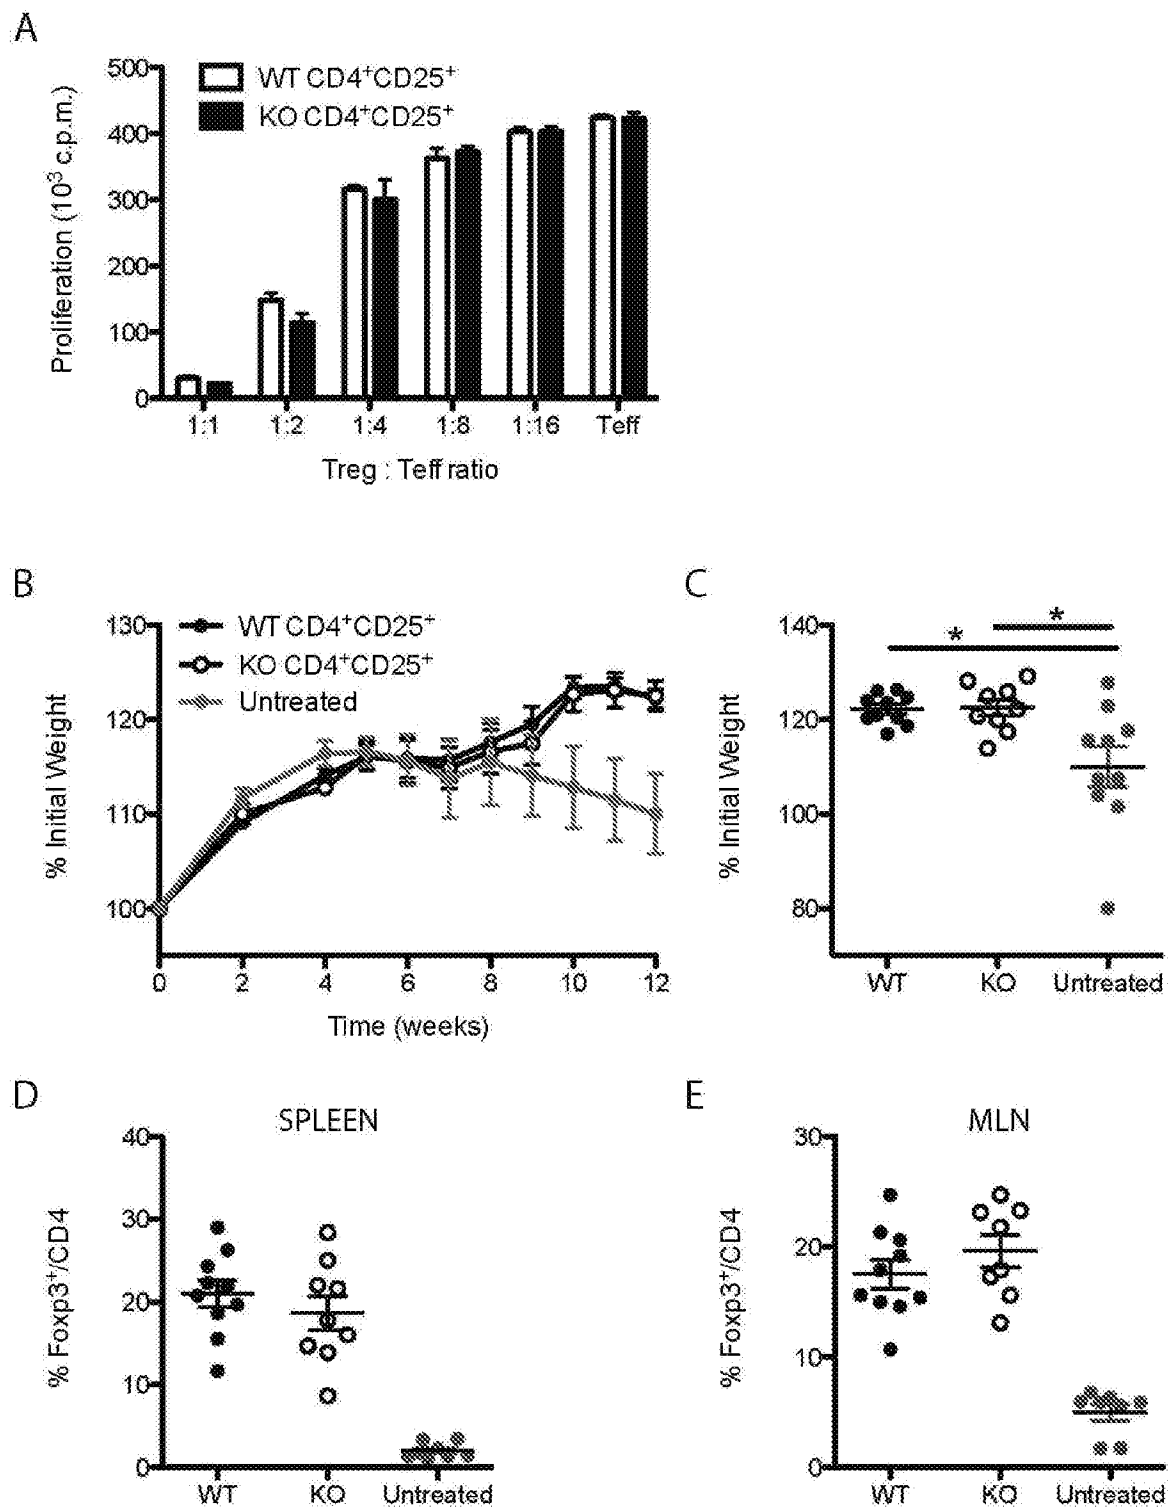 A
500
400
300
200
100
0
Proliferation (10³ c.p.m.)
WT CD4⁺CD25⁺
KO CD4⁺CD25⁺
1:1 1:2 1:4 1:8 1:16 Teff
Treg : Teff ratio
B
130
120
110
100
% Initial Weight
WT CD4⁺CD25⁺
KO CD4⁺CD25⁺
Untreated
0 2 4 6 8 10 12
Time (weeks)
C
140
120
100
80
% Initial Weight
*
*
WT KO Untreated
D
SPLEEN
40
30
20
10
0
% Foxp3⁺/CD4
WT KO Untreated
E
MLN
30
20
10
0
% Foxp3⁺/CD4
WT KO Untreated